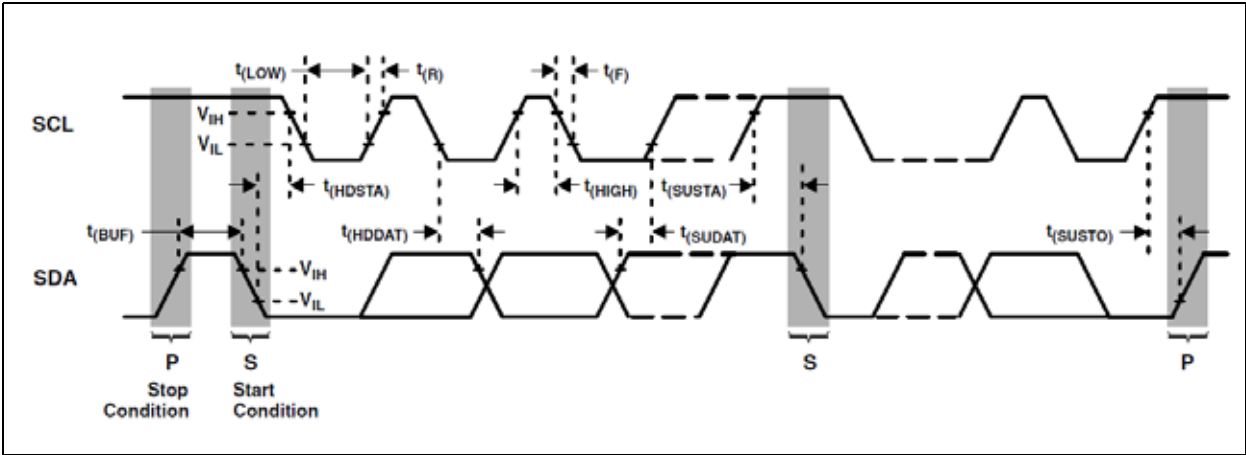 t(LOW) t(R) t(F)
SCL
VIH
VIL
t(HDSTA) t(HIGH) t(SUSTA)
t(BUF) t(HDDAT) t(SUDAT) t(SUSTO)
SDA
VIH
VIL
P S S P
Stop Start
Condition Condition